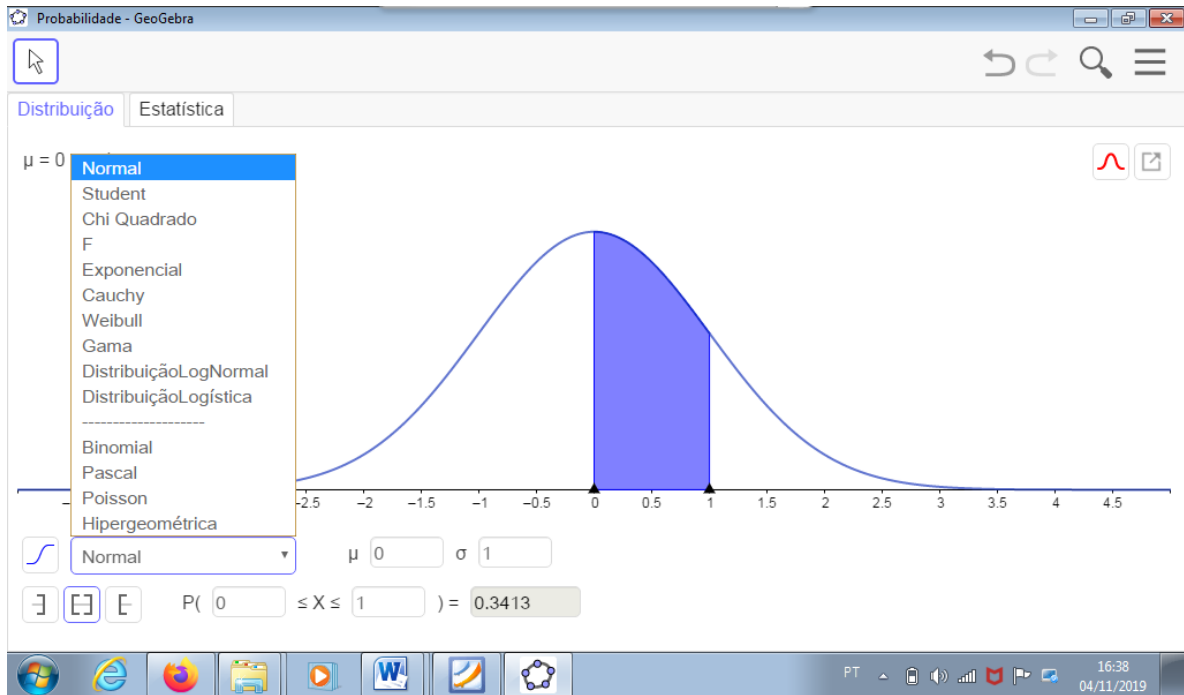 Probabilidade - GeoGebra
Distribuição Estatística
μ = 0
Normal
Student
Chi Quadrado
F
Exponencial
Cauchy
Weibull
Gama
DistribuiçãoLogNormal
DistribuiçãoLogística
--------------------
Binomial
Pascal
Poisson
Hipergeométrica
-2.5 -2 -1.5 -1 -0.5 0 0.5 1 1.5 2 2.5 3 3.5 4 4.5
Normal μ 0 σ 1
P( 0 ≤ X ≤ 1 ) = 0.3413
PT 16:38
04/11/2019